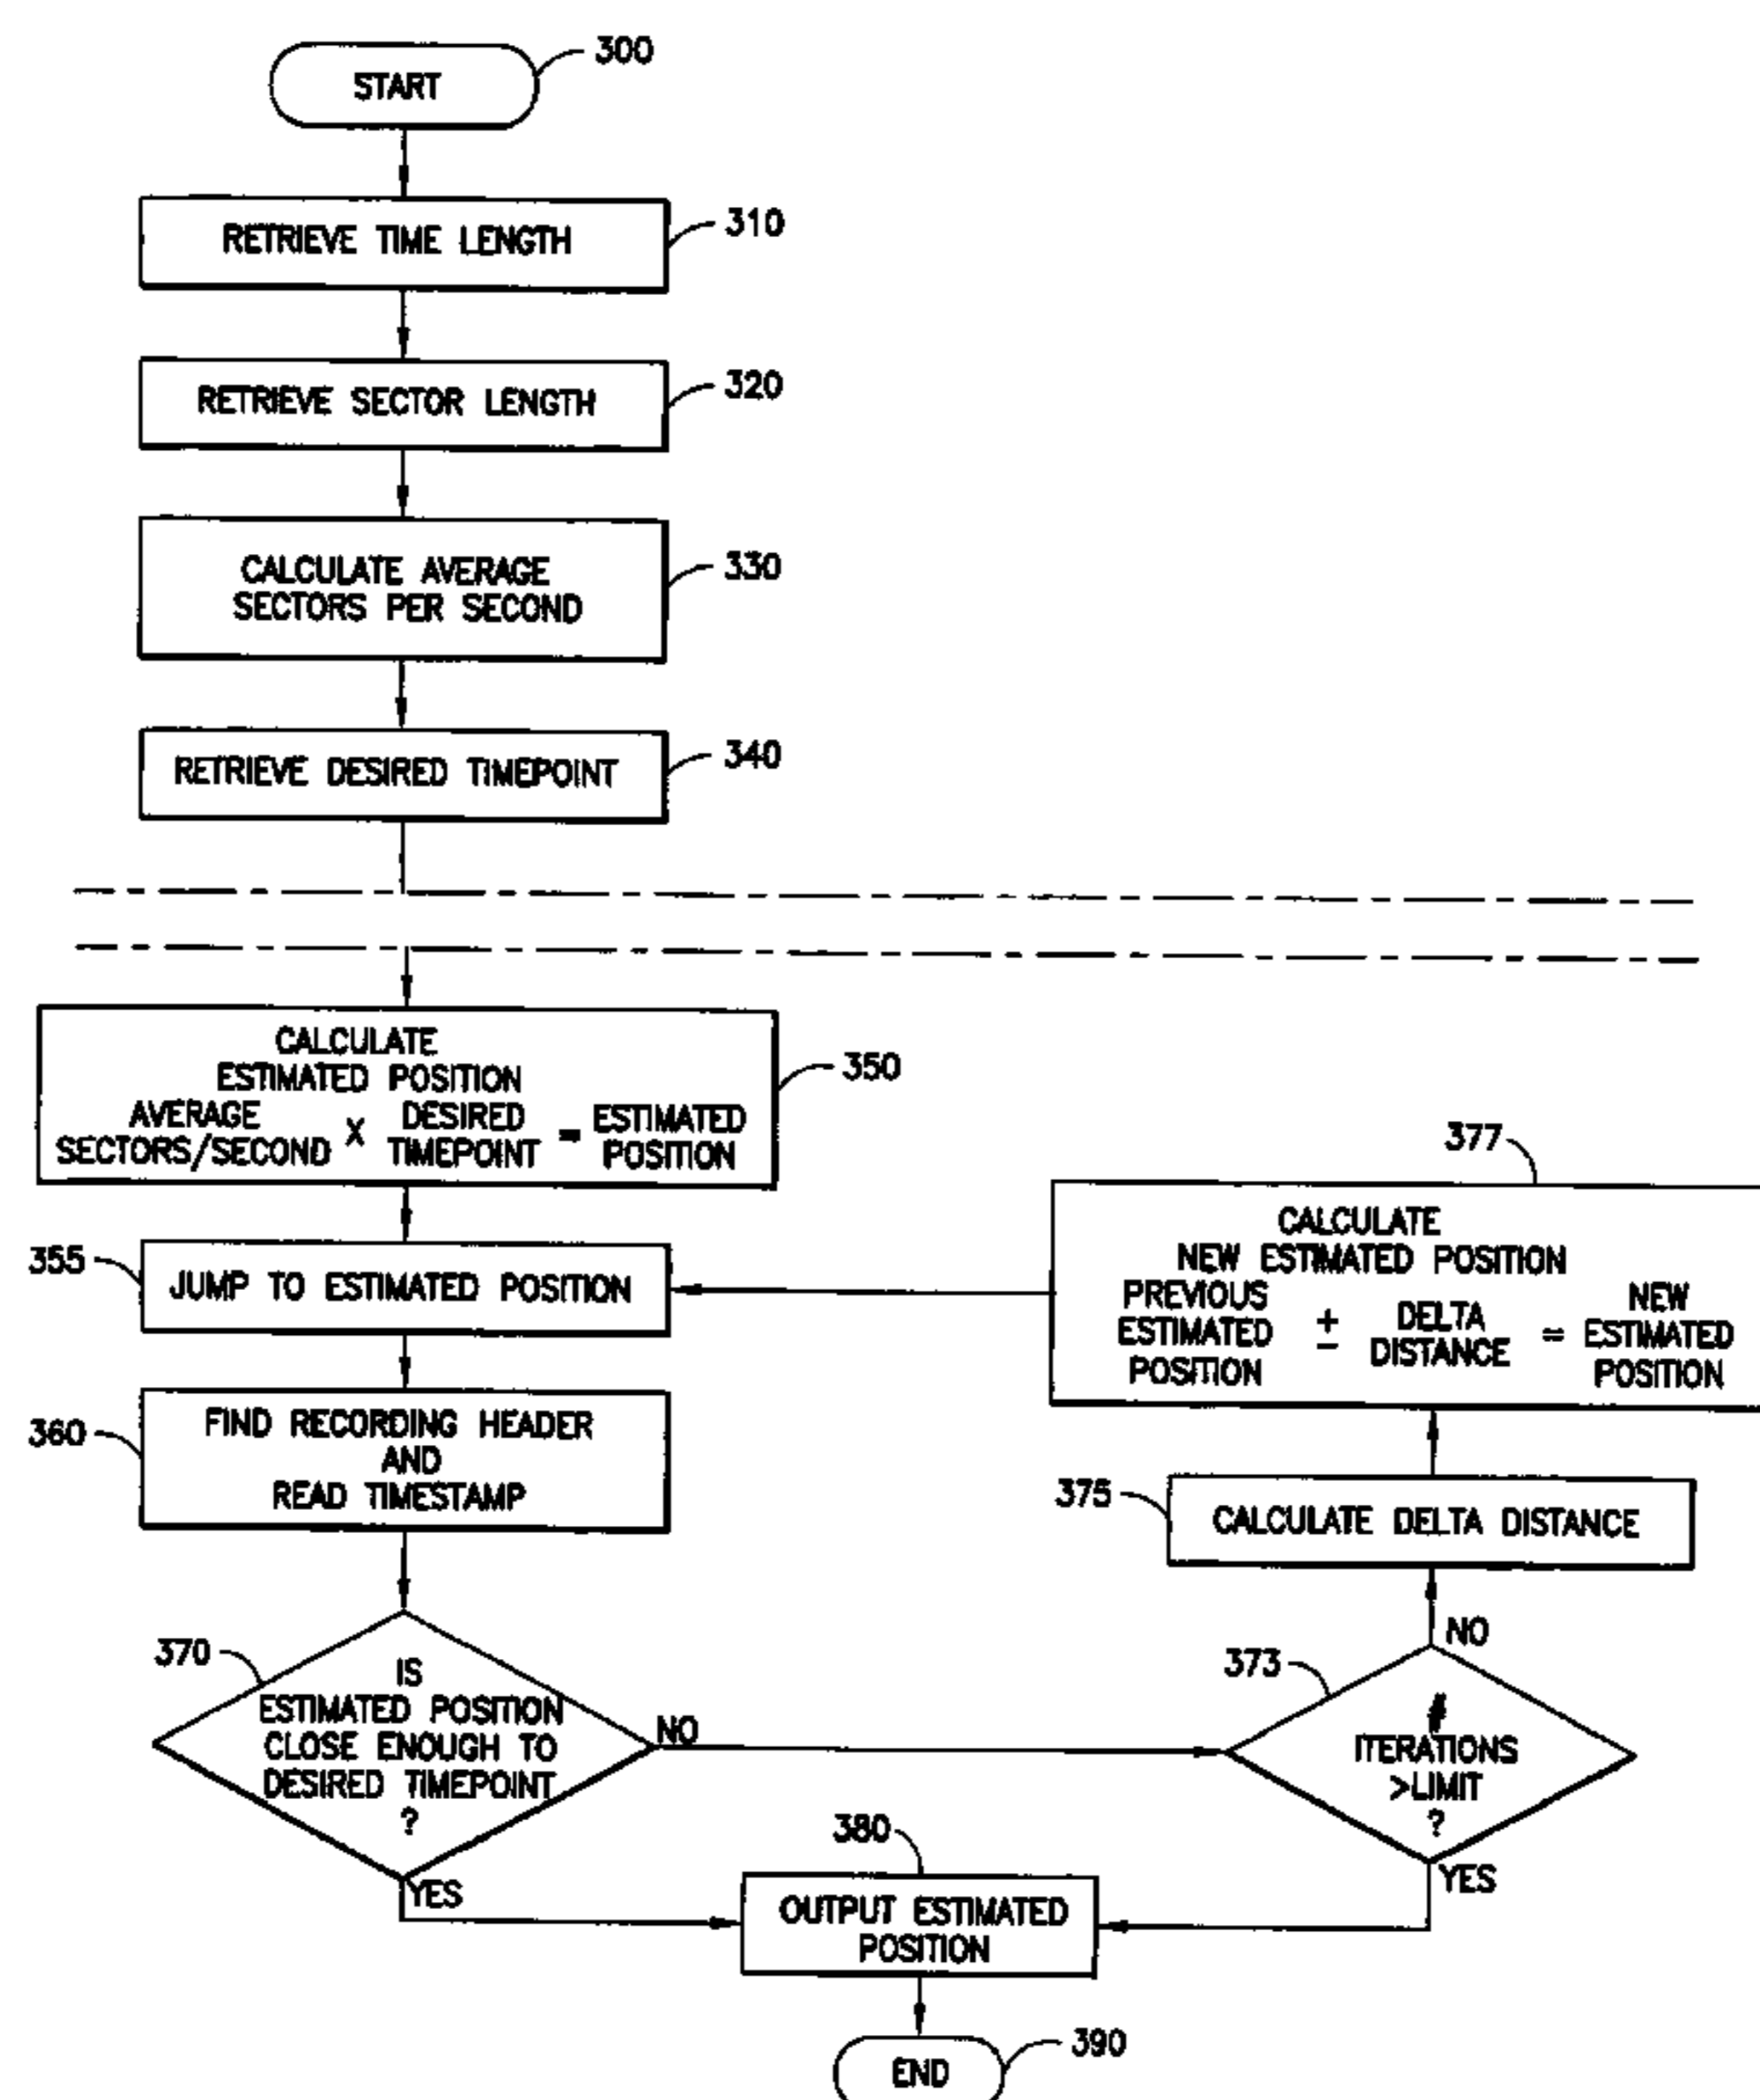 START
300
RETRIEVE TIME LENGTH
310
RETRIEVE SECTOR LENGTH
320
CALCULATE AVERAGE
SECTORS PER SECOND
330
RETRIEVE DESIRED TIMEPOINT
340
CALCULATE
ESTIMATED POSITION
AVERAGE
SECTORS/SECOND X DESIRED
TIMEPOINT = ESTIMATED
POSITION
350
355
JUMP TO ESTIMATED POSITION
360
FIND RECORDING HEADER
AND
READ TIMESTAMP
370
IS
ESTIMATED POSITION
CLOSE ENOUGH TO
DESIRED TIMEPOINT
?
NO
YES
377
CALCULATE
NEW ESTIMATED POSITION
PREVIOUS
ESTIMATED
POSITION
±
DELTA
DISTANCE
=
NEW
ESTIMATED
POSITION
375
CALCULATE DELTA DISTANCE
NO
373
#
ITERATIONS
>LIMIT
?
YES
380
OUTPUT ESTIMATED
POSITION
END
390